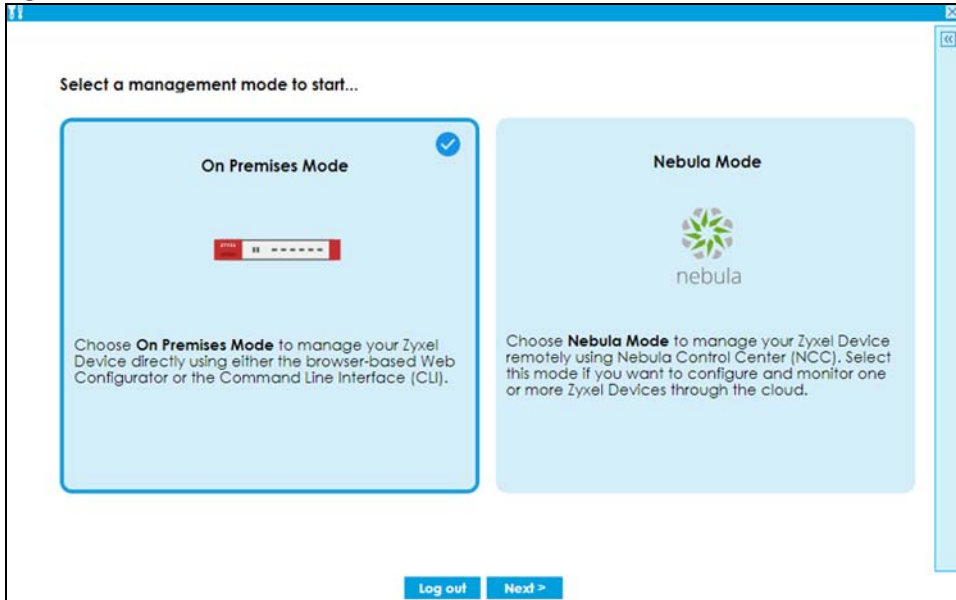 Select a management mode to start...
On Premises Mode
ZYXEL
Choose On Premises Mode to manage your Zyxel
Device directly using either the browser-based Web
Configurator or the Command Line Interface (CLI).
Nebula Mode
nebula
Choose Nebula Mode to manage your Zyxel Device
remotely using Nebula Control Center (NCC). Select
this mode if you want to configure and monitor one
or more Zyxel Devices through the cloud.
Log out
Next >